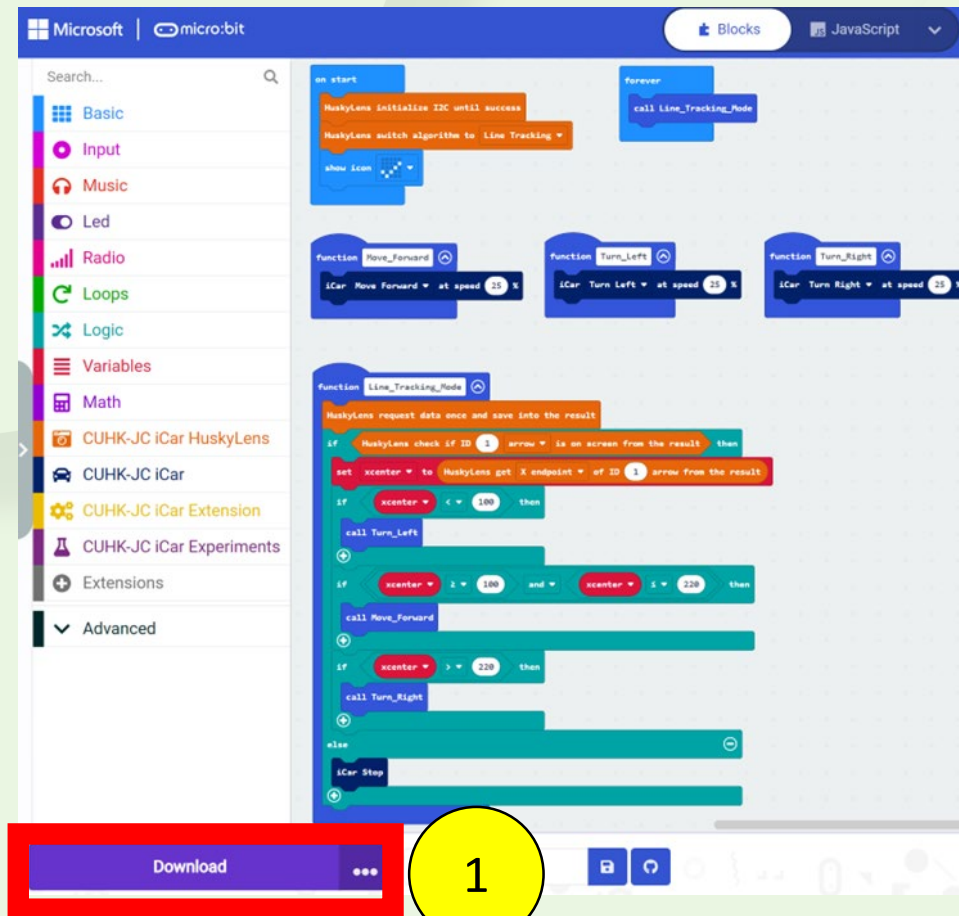 Microsoft micro:bit Blocks JavaScript
Search...
Basic
Input
Music
Led
Radio
Loops
Logic
Variables
Math
CUHK-JC iCar HuskyLens
CUHK-JC iCar
CUHK-JC iCar Extension
CUHK-JC iCar Experiments
Extensions
Advanced
on start
HuskyLens initialize I2C until success
HuskyLens switch algorithm to Line Tracking
show icon
forever
call Line_Tracking_Mode
function Move_Forward
iCar Move Forward at speed 25 %
function Turn_Left
iCar Turn Left at speed 25 %
function Turn_Right
iCar Turn Right at speed 25 %
function Line_Tracking_Mode
HuskyLens request data once and save into the result
if HuskyLens check if ID 1 arrow is on screen from the result then
set xcenter to HuskyLens get X endpoint of ID 1 arrow from the result
if xcenter < 100 then
call Turn_Left
if xcenter ≥ 100 and xcenter ≤ 220 then
call Move_Forward
if xcenter > 220 then
call Turn_Right
else
iCar Stop
Download ...
1